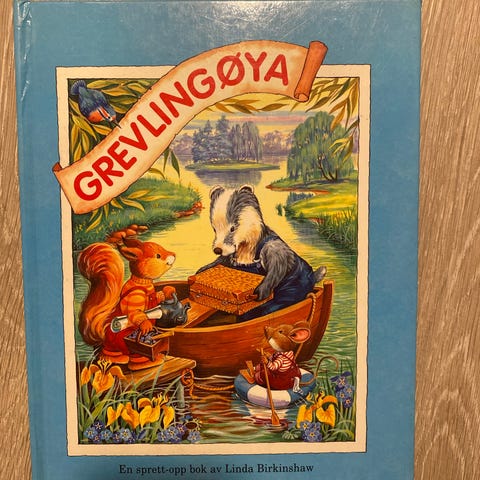 GREVLINGØYA
En sprett-opp bok av Linda Birkinshaw